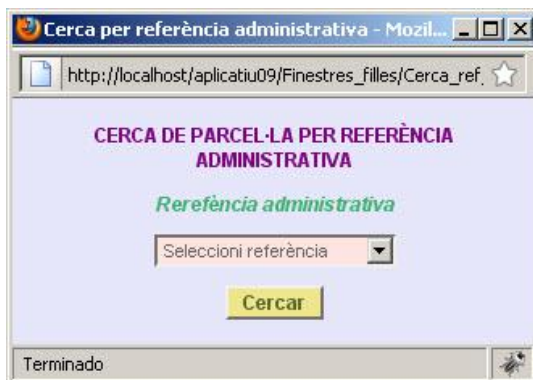 Cerca per referència administrativa - Mozil...
http://localhost/aplicatiu09/Finestres_filles/Cerca_ref_
CERCA DE PARCEL·LA PER REFERÈNCIA
ADMINISTRATIVA
Rerefència administrativa
Seleccioni referència
Cercar
Terminado